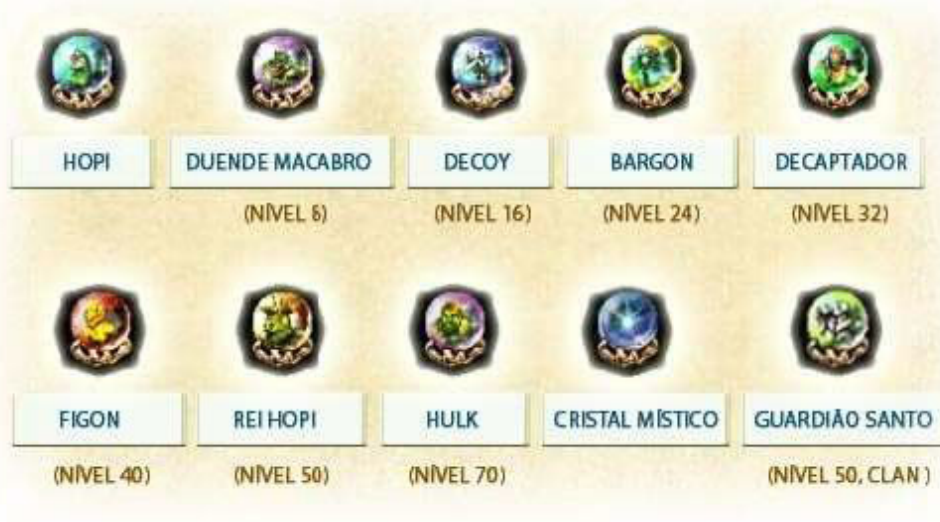 HOPI DUENDE MACABRO DECOY BARGON DECAPTADOR
(NÍVEL 8) (NÍVEL 16) (NÍVEL 24) (NÍVEL 32)
FIGON REI HOPI HULK CRISTAL MÍSTICO GUARDIÃO SANTO
(NÍVEL 40) (NÍVEL 50) (NÍVEL 70) (NÍVEL 50, CLAN )